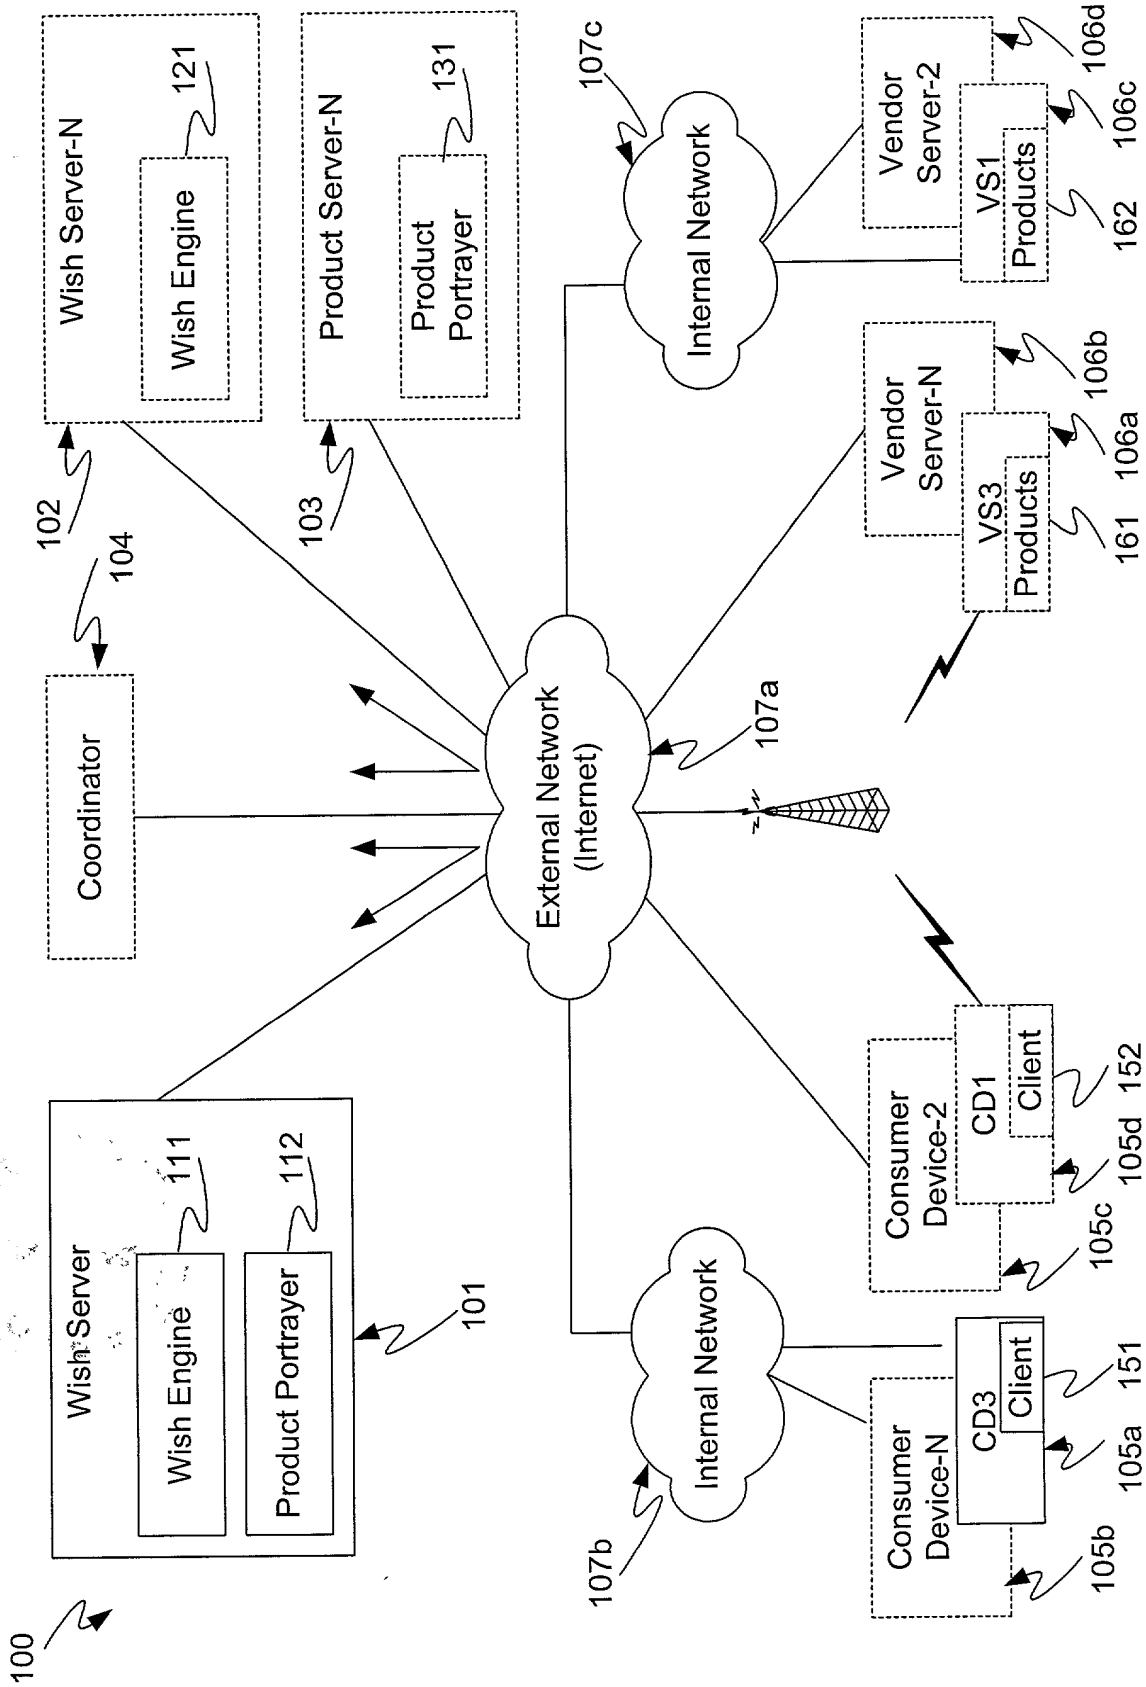 100
Wish Server
Wish Engine
111
Product Portrayer
112
101
Coordinator
104
102
Wish Server-N
Wish Engine
121
103
Product Server-N
Product
Portrayer
131
External Network
(Internet)
107a
Internal Network
107b
Internal Network
107c
Consumer
Device-N
CD3
Client
105b
105a
151
Consumer
Device-2
CD1
Client
105c
105d
152
Vendor
Server-N
VS3
Products
161
106a
106b
Vendor
Server-2
VS1
Products
162
106c
106d